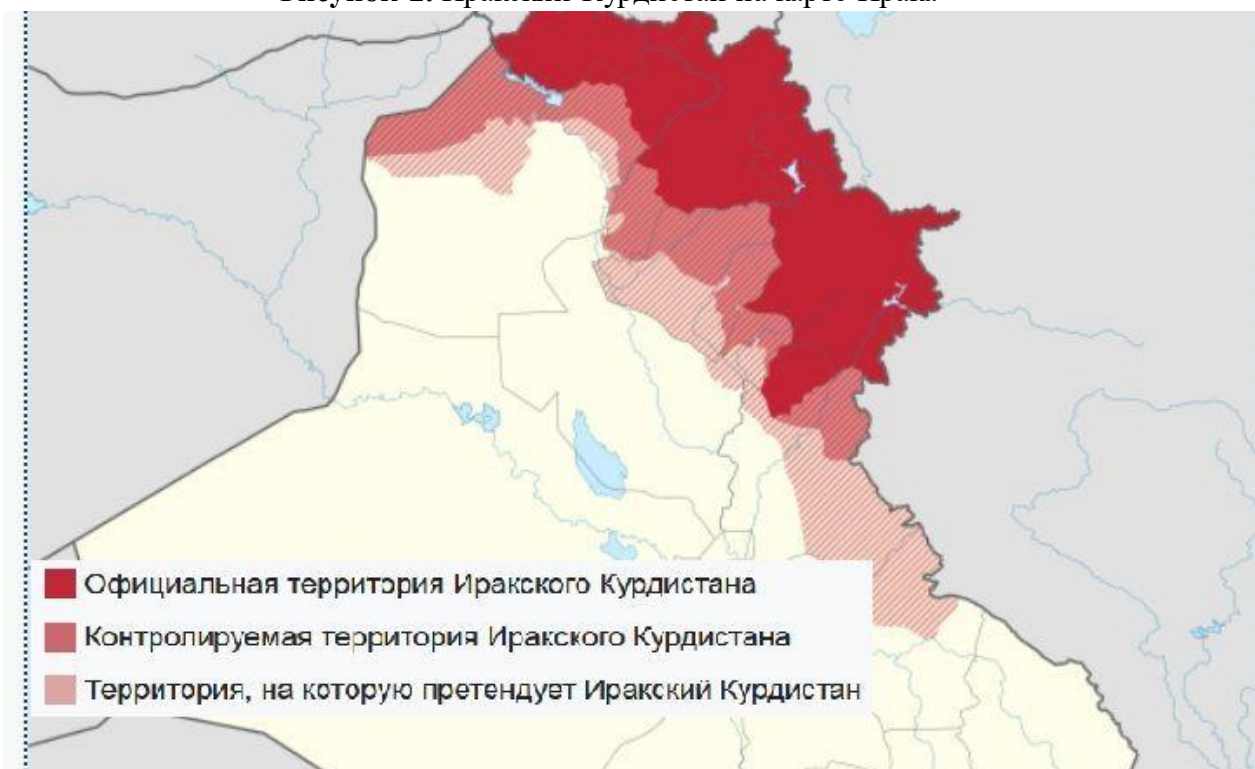 Официальная территория Иракского Курдистана
Контролируемая территория Иракского Курдистана
Территория, на которую претендует Иракский Курдистан